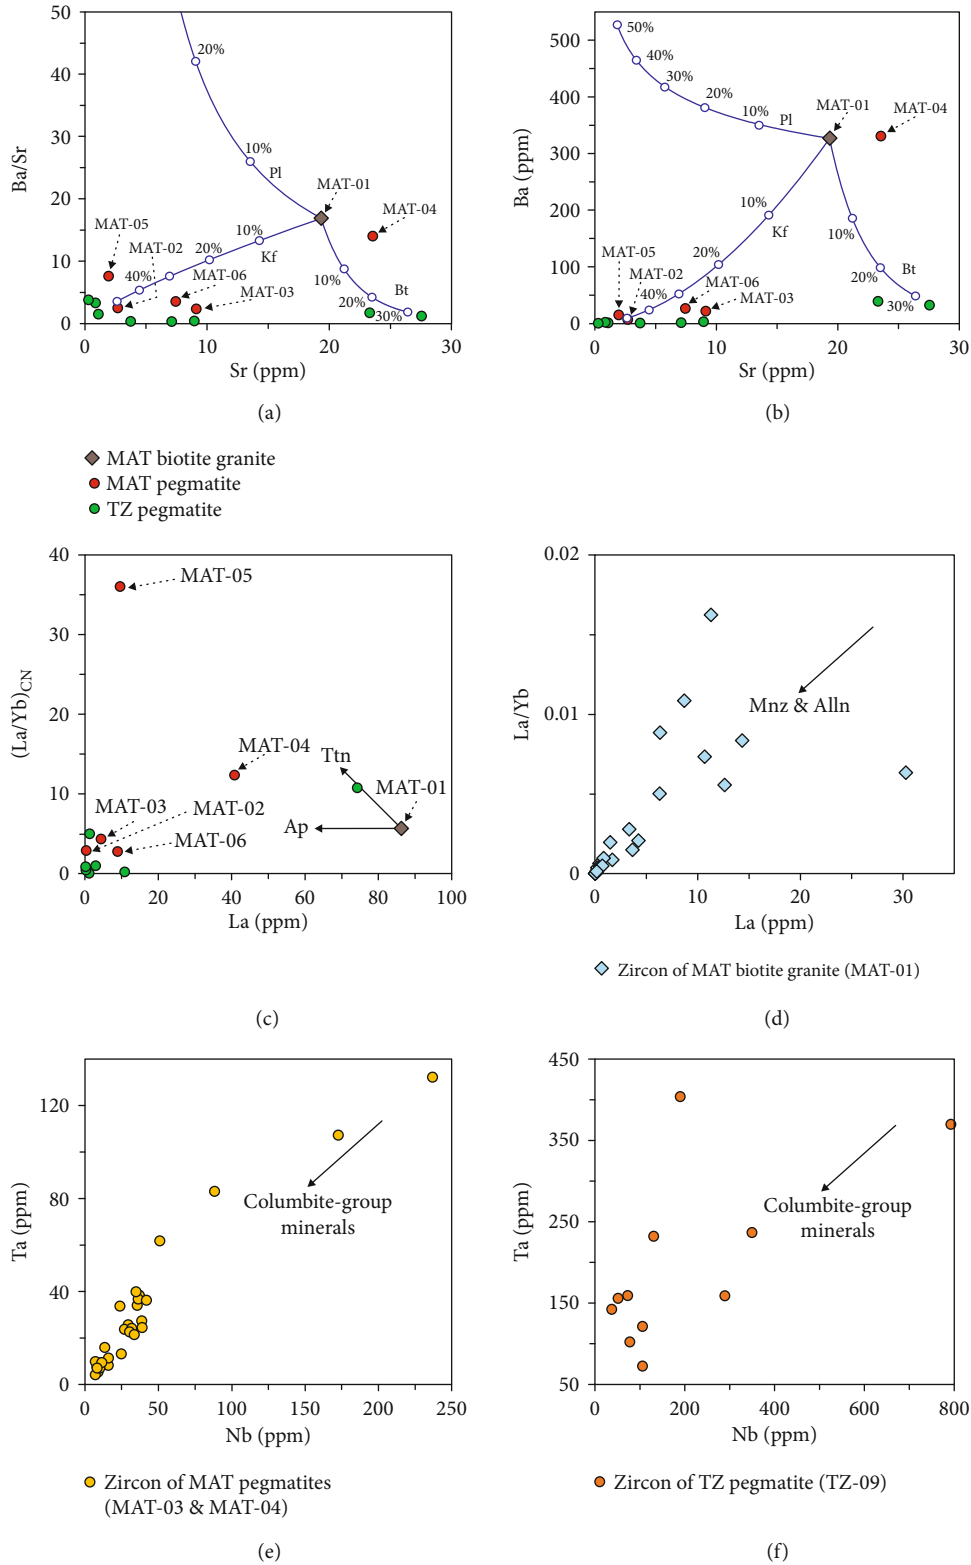 50
40
30
20
10
0
Ba/Sr
0
10
20
30
Sr (ppm)
20%
10%
Pl
MAT-01
MAT-04
MAT-05
MAT-02
10%
20%
Kf
40%
MAT-06
MAT-03
10%
20%
30%
Bt
(a)
550
500
400
300
200
100
0
Ba (ppm)
0
10
20
30
Sr (ppm)
50%
40%
30%
20%
10%
Pl
MAT-01
MAT-04
10%
Kf
20%
40%
MAT-05
MAT-02
MAT-06
MAT-03
10%
20%
30%
Bt
(b)
MAT biotite granite
MAT pegmatite
TZ pegmatite
40
30
20
10
0
(La/Yb)CN
0
20
40
60
80
100
La (ppm)
MAT-05
MAT-04
Ttn
MAT-01
Ap
MAT-03
MAT-02
MAT-06
(c)
0.02
0.01
0
La/Yb
0
10
20
30
La (ppm)
Mnz & Alln
Zircon of MAT biotite granite (MAT-01)
(d)
120
80
40
0
Ta (ppm)
0
50
100
150
200
250
Nb (ppm)
Columbite-group
minerals
Zircon of MAT pegmatites
(MAT-03 & MAT-04)
(e)
450
350
250
150
50
Ta (ppm)
0
200
400
600
800
Nb (ppm)
Columbite-group
minerals
Zircon of TZ pegmatite (TZ-09)
(f)